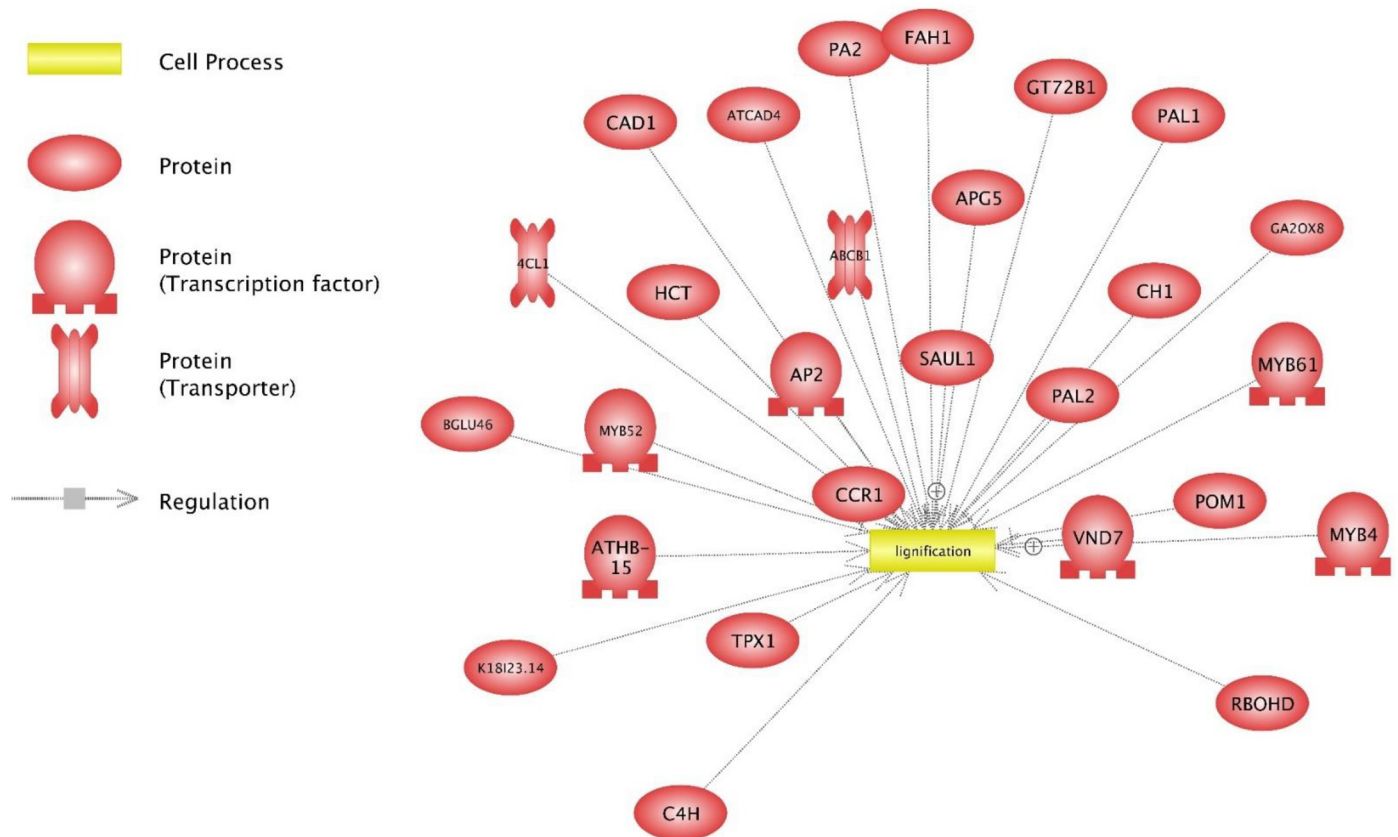 Cell Process
Protein
Protein
(Transcription factor)
Protein
(Transporter)
Regulation
PA2
FAH1
GT72B1
CAD1
ATCAD4
PAL1
APG5
GA2OX8
4CL1
ABCB1
HCT
CH1
AP2
SAUL1
MYB61
PAL2
BGLU46
MYB52
CCR1
POM1
VND7
MYB4
ATHB-
15
lignification
TPX1
K18I23.14
RBOHD
C4H